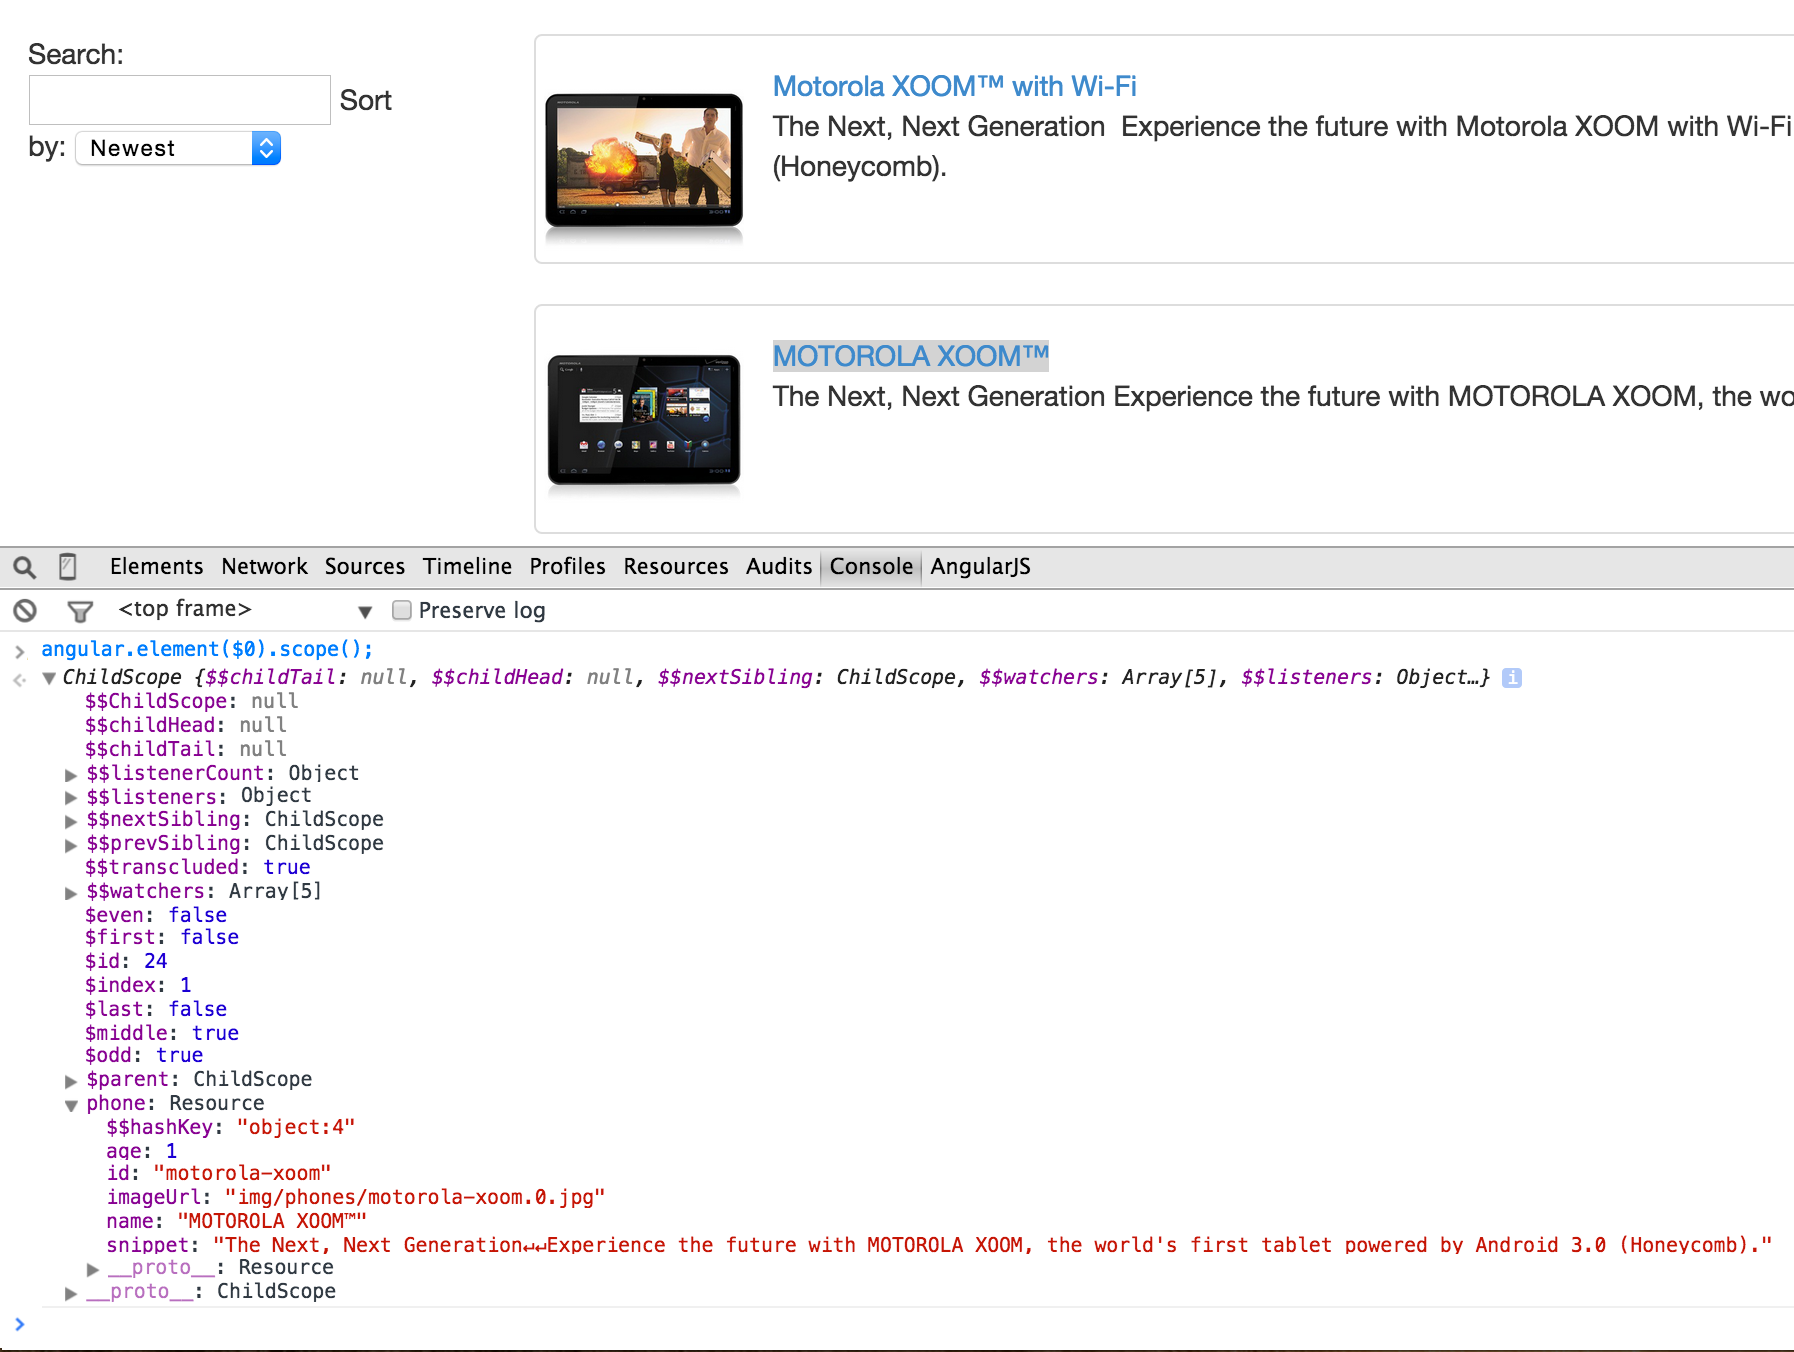 Search:
Sort
by: Newest
Motorola XOOM™ with Wi-Fi
The Next, Next Generation  Experience the future with Motorola XOOM with Wi-Fi
(Honeycomb).
MOTOROLA XOOM™
The Next, Next Generation Experience the future with MOTOROLA XOOM, the wo
Elements Network Sources Timeline Profiles Resources Audits Console AngularJS
<top frame> ▼ Preserve log
> angular.element($0).scope();
ChildScope {$$childTail: null, $$childHead: null, $$nextSibling: ChildScope, $$watchers: Array[5], $$listeners: Object…} i
$$ChildScope: null
$$childHead: null
$$childTail: null
$$listenerCount: Object
$$listeners: Object
$$nextSibling: ChildScope
$$prevSibling: ChildScope
$$transcluded: true
$$watchers: Array[5]
$even: false
$first: false
$id: 24
$index: 1
$last: false
$middle: true
$odd: true
$parent: ChildScope
phone: Resource
$$hashKey: "object:4"
age: 1
id: "motorola-xoom"
imageUrl: "img/phones/motorola-xoom.0.jpg"
name: "MOTOROLA XOOM™"
snippet: "The Next, Next Generation↵↵Experience the future with MOTOROLA XOOM, the world's first tablet powered by Android 3.0 (Honeycomb)."
__proto__: Resource
__proto__: ChildScope
>